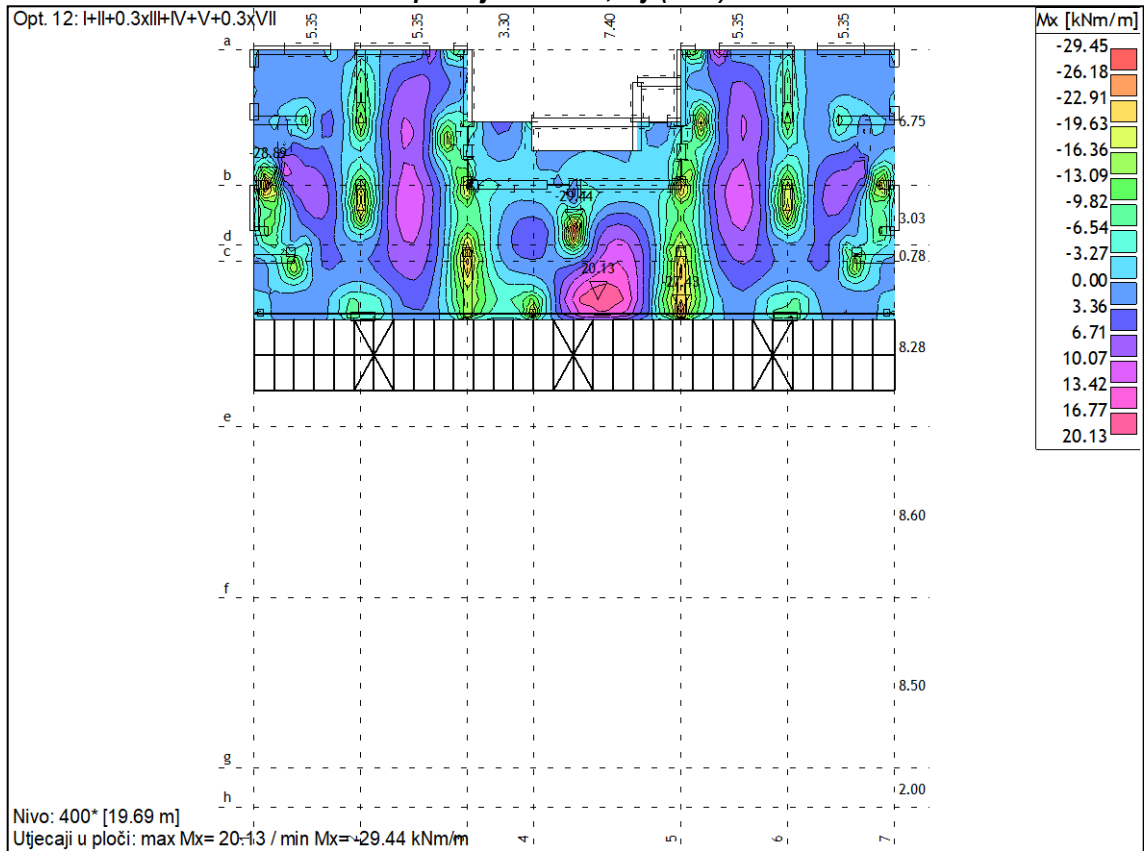 Opt. 12: I+II+0.3xIII+IV+V+0.3xVII
5.35
5.35
3.30
7.40
5.35
5.35
Mx [kNm/m]
-29.45
-26.18
-22.91
-19.63
-16.36
-13.09
-9.82
-6.54
-3.27
0.00
3.36
6.71
10.07
13.42
16.77
20.13
a
6.75
b
3.03
d
c
0.78
-29.44
20.13
8.28
e
8.60
f
8.50
g
2.00
h
Nivo: 400* [19.69 m]
Utjecaji u ploči: max Mx= 20.13 / min Mx= -29.44 kNm/m
4
5
6
7